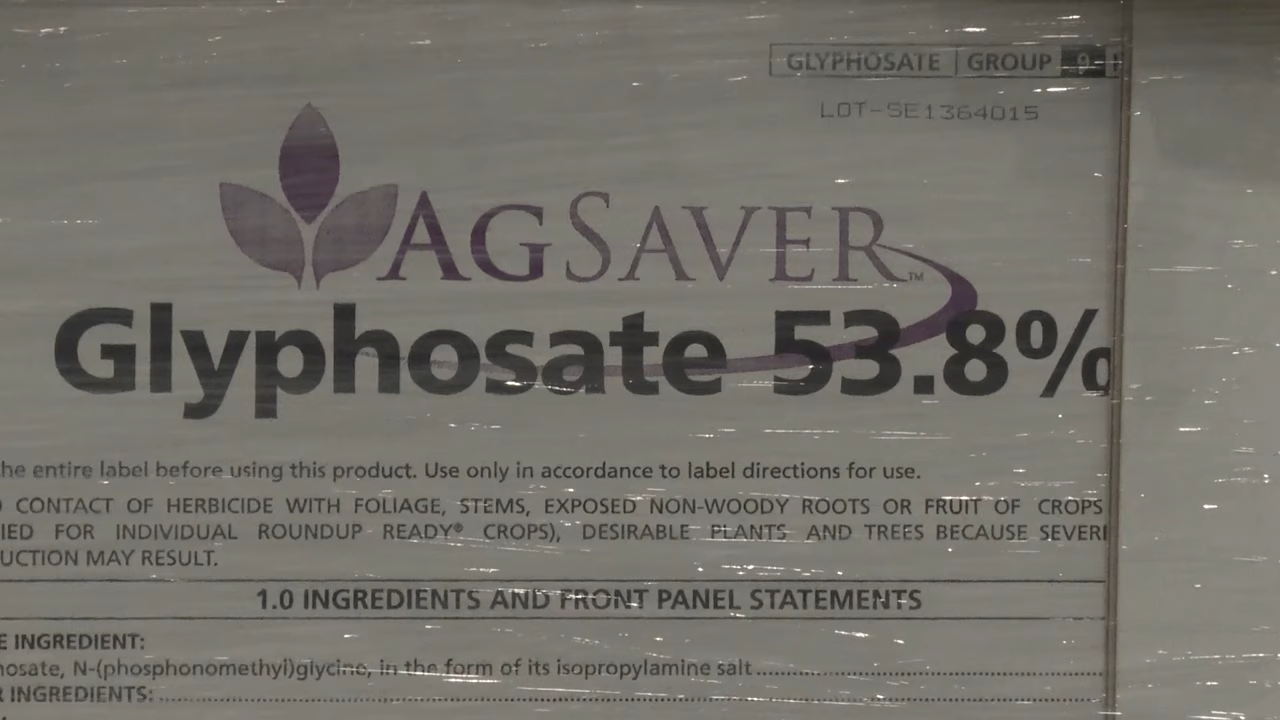 GLYPHOSATE GROUP 9
LOT-SE1364015
AGSAVER™
Glyphosate 53.8%
he entire label before using this product. Use only in accordance to label directions for use.
CONTACT OF HERBICIDE WITH FOLIAGE, STEMS, EXPOSED NON-WOODY ROOTS OR FRUIT OF CROPS
IED FOR INDIVIDUAL ROUNDUP READY® CROPS), DESIRABLE PLANTS AND TREES BECAUSE SEVER
UCTION MAY RESULT.
1.0 INGREDIENTS AND FRONT PANEL STATEMENTS
E INGREDIENT:
hosate, N-(phosphonomethyl)glycine, in the form of its isopropylamine salt
R INGREDIENTS: